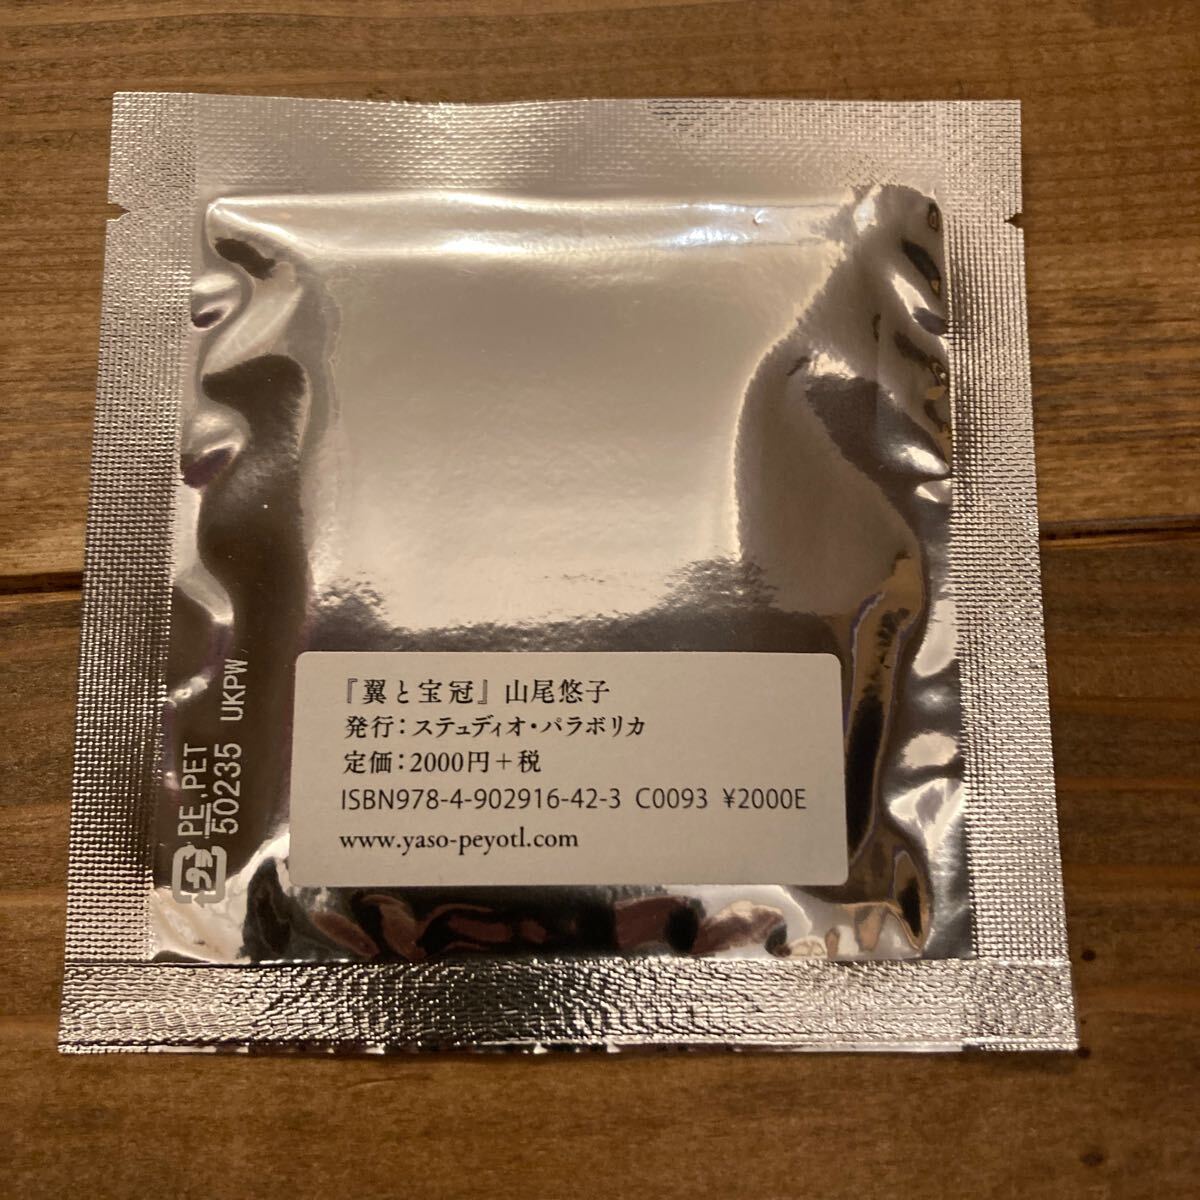 『翼と宝冠』山尾悠子
発行：ステュディオ・パラボリカ
定価：2000円＋税
ISBN978-4-902916-42-3 C0093 ¥2000E
www.yaso-peyotl.com
プラ PE.PET
50235 UKPW